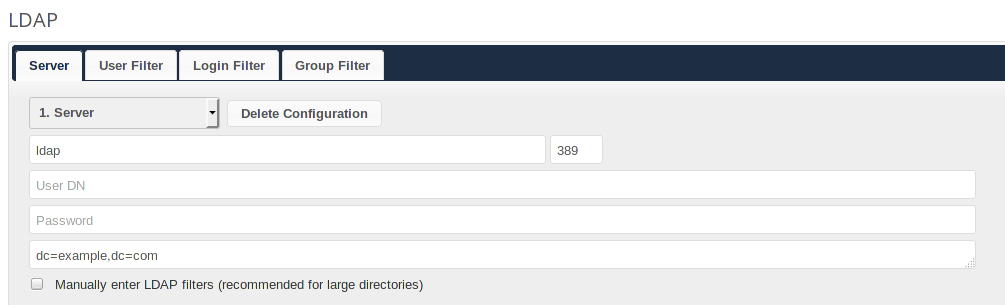 LDAP
Server User Filter Login Filter Group Filter
1. Server Delete Configuration
ldap 389
User DN
Password
dc=example,dc=com
Manually enter LDAP filters (recommended for large directories)